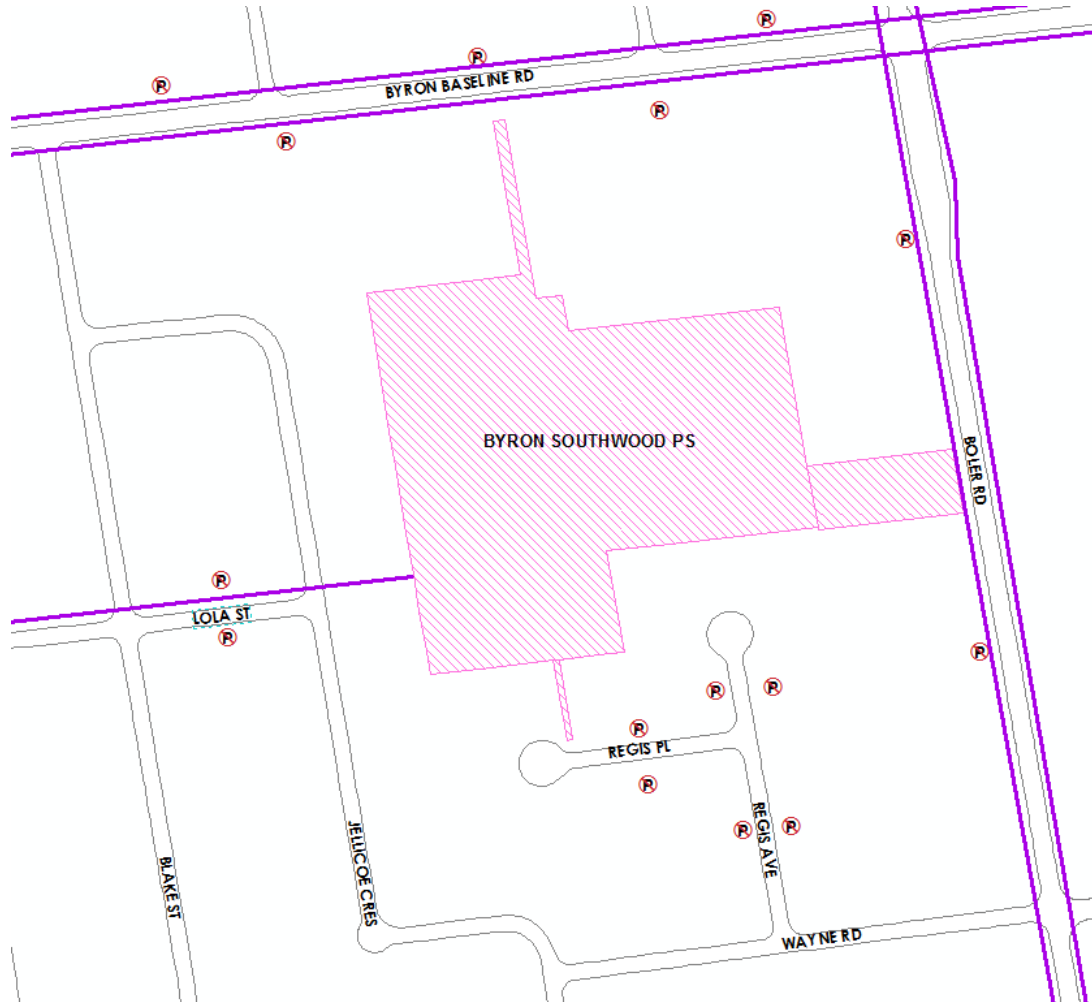 P
P
P
BYRON BASELINE RD
P
P
P
BYRON SOUTHWOOD PS
BOLER RD
P
LOLA ST
P
P
P
P
P
REGIS PL
P
P
P
REGIS AVE
JELLICOE CRES
BLAKE ST
WAYNE RD